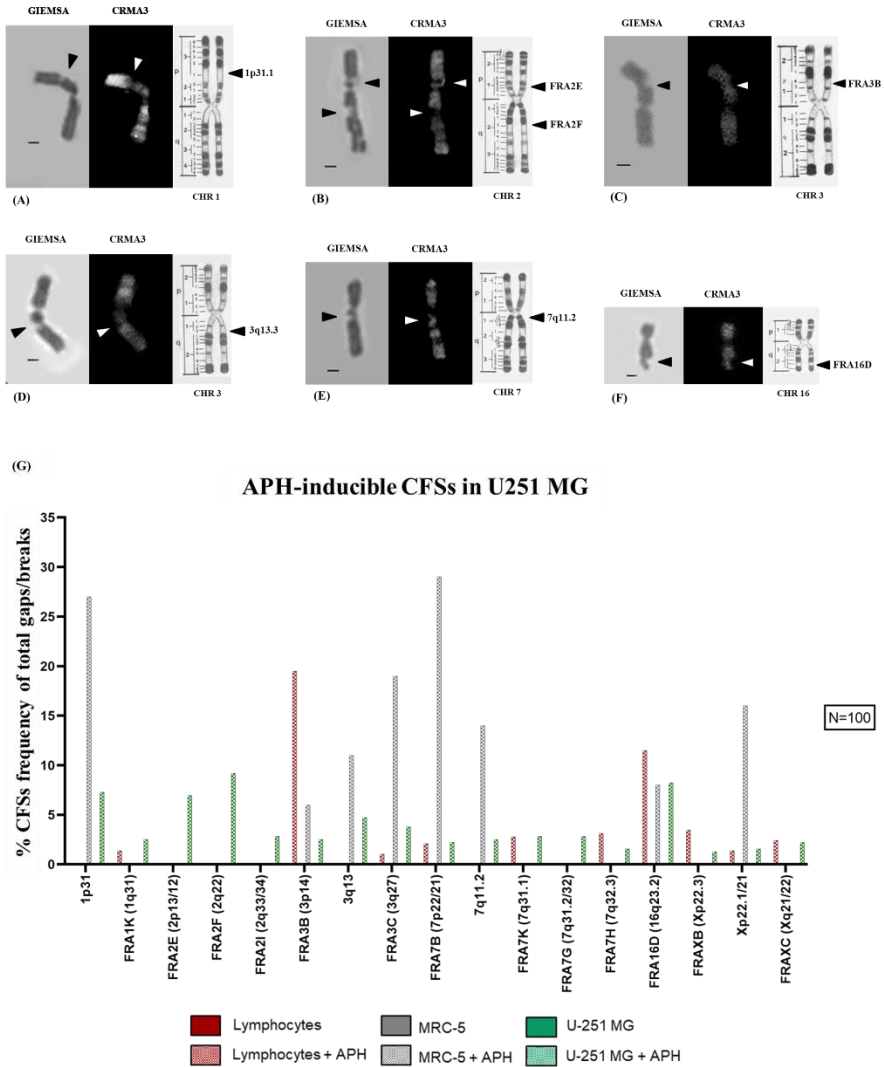 GIEMSA CRMA3
1p31.1
CHR 1
(A)
GIEMSA CRMA3
FRA2E
FRA2F
CHR 2
(B)
GIEMSA CRMA3
FRA3B
CHR 3
(C)
GIEMSA CRMA3
3q13.3
CHR 3
(D)
GIEMSA CRMA3
7q11.2
CHR 7
(E)
GIEMSA CRMA3
FRA16D
CHR 16
(F)
(G)
APH-inducible CFSs in U251 MG
% CFSs frequency of total gaps/breaks
35
30
25
20
15
10
5
0
N=100
1p31
FRA1K (1q31)
FRA2E (2p13/12)
FRA2F (2q22)
FRA2I (2q33/34)
FRA3B (3p14)
3q13
FRA3C (3q27)
FRA7B (7p22/21)
7q11.2
FRA7K (7q31.1)
FRA7G (7q31.2/32)
FRA7H (7q32.3)
FRA16D (16q23.2)
FRAXB (Xp22.3)
Xp22.1/21
FRAXC (Xq21/22)
Lymphocytes MRC-5 U-251 MG
Lymphocytes + APH MRC-5 + APH U-251 MG + APH